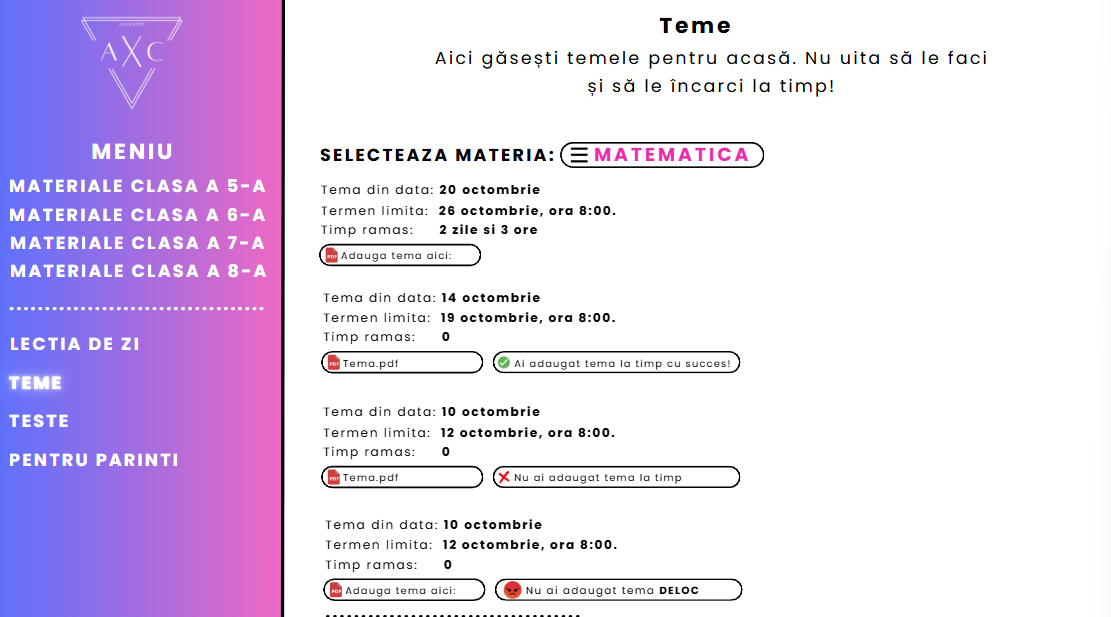 AXC
MENIU
MATERIALE CLASA A 5-A
MATERIALE CLASA A 6-A
MATERIALE CLASA A 7-A
MATERIALE CLASA A 8-A
LECTIA DE ZI
TEME
TESTE
PENTRU PARINTI
Teme
Aici găsești temele pentru acasă. Nu uita să le faci
și să le încarci la timp!
SELECTEAZA MATERIA: MATEMATICA
Tema din data: 20 octombrie
Termen limita: 26 octombrie, ora 8:00.
Timp ramas: 2 zile si 3 ore
PDF Adauga tema aici:
Tema din data: 14 octombrie
Termen limita: 19 octombrie, ora 8:00.
Timp ramas: 0
PDF Tema.pdf Ai adaugat tema la timp cu succes!
Tema din data: 10 octombrie
Termen limita: 12 octombrie, ora 8:00.
Timp ramas: 0
PDF Tema.pdf Nu ai adaugat tema la timp
Tema din data: 10 octombrie
Termen limita: 12 octombrie, ora 8:00.
Timp ramas: 0
PDF Adauga tema aici: Nu ai adaugat tema DELOC